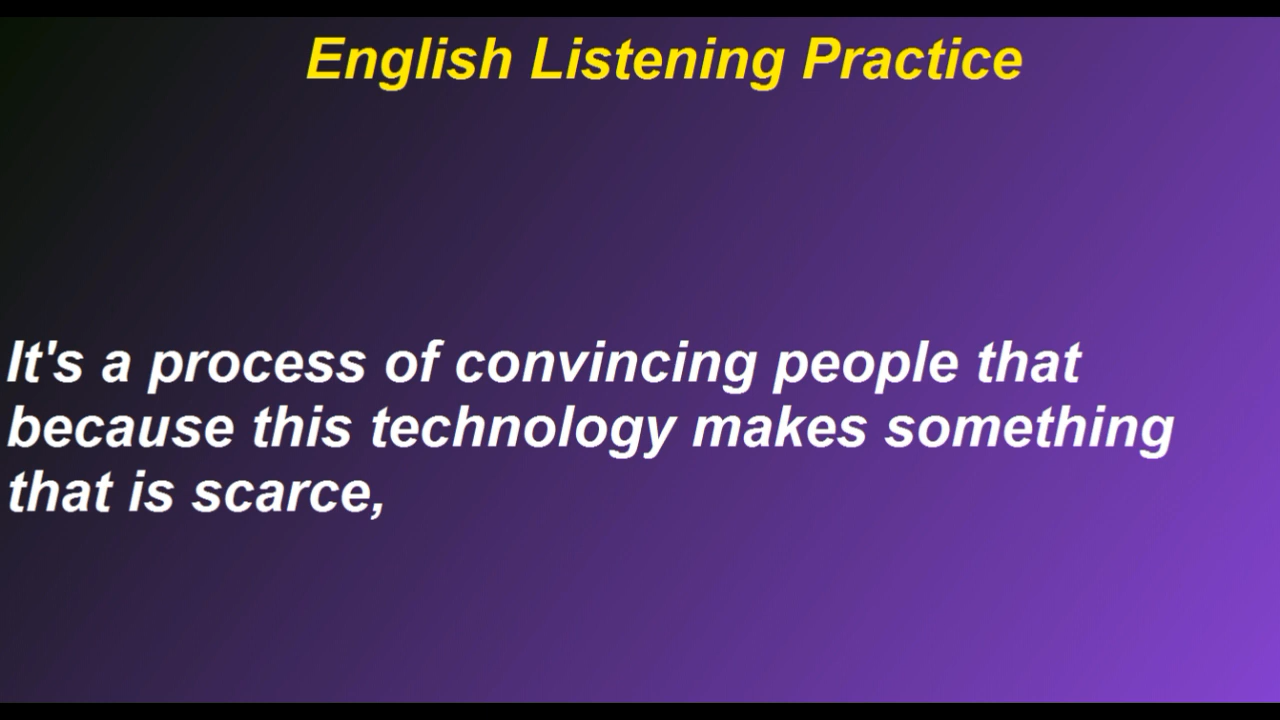 English Listening Practice
It's a process of convincing people that
because this technology makes something
that is scarce,